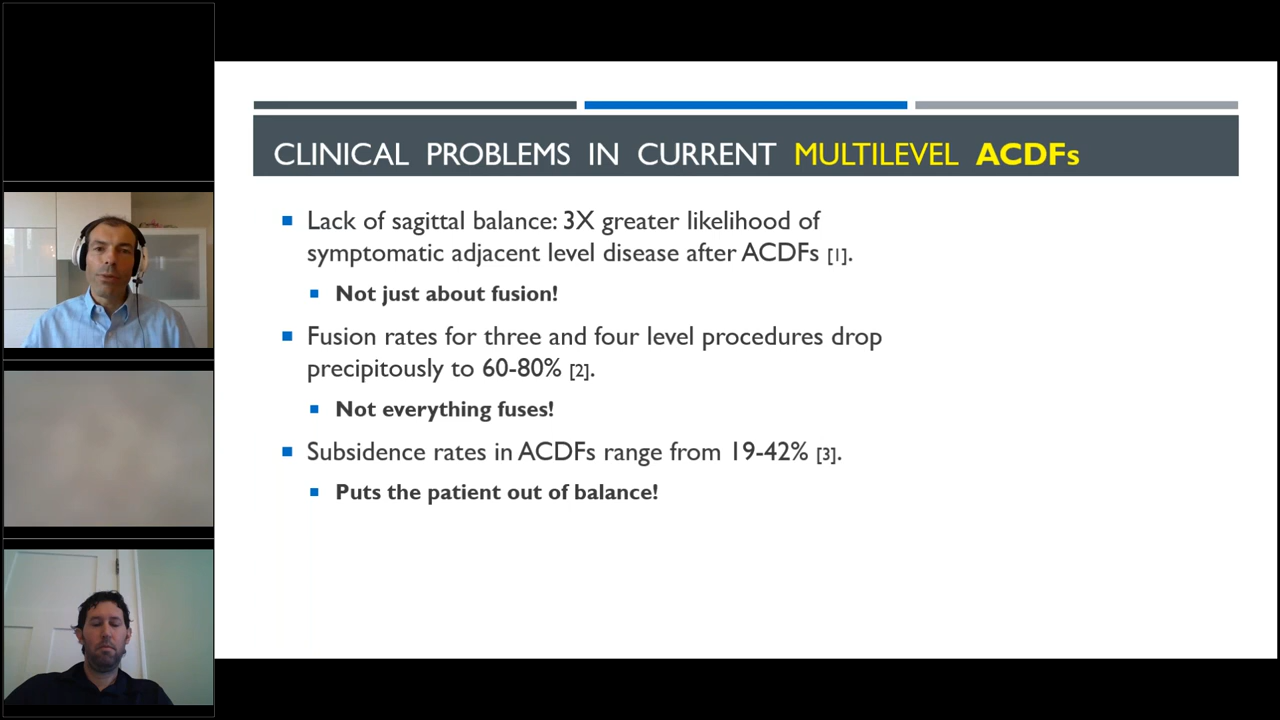 CLINICAL PROBLEMS IN CURRENT MULTILEVEL ACDFs
Lack of sagittal balance: 3X greater likelihood of
symptomatic adjacent level disease after ACDFs [1].
Not just about fusion!
Fusion rates for three and four level procedures drop
precipitously to 60-80% [2].
Not everything fuses!
Subsidence rates in ACDFs range from 19-42% [3].
Puts the patient out of balance!